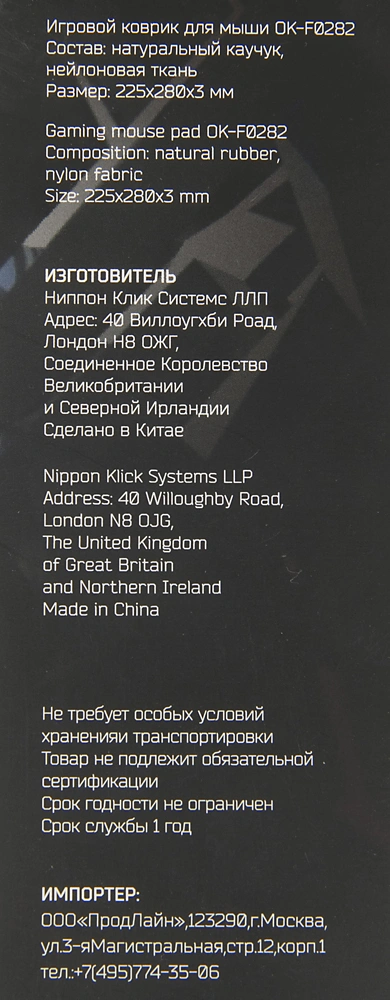 Игровой коврик для мыши OK-F0282
Состав: натуральный каучук,
нейлоновая ткань
Размер: 225x280x3 мм
Gaming mouse pad OK-F0282
Composition: natural rubber,
nylon fabric
Size: 225x280x3 mm
ИЗГОТОВИТЕЛЬ
Ниппон Клик Системс ЛЛП
Адрес: 40 Виллоугхби Роад,
Лондон Н8 ОЖГ,
Соединенное Королевство
Великобритании
и Северной Ирландии
Сделано в Китае
Nippon Klick Systems LLP
Address: 40 Willoughby Road,
London N8 OJG,
The United Kingdom
of Great Britain
and Northern Ireland
Made in China
Не требует особых условий
храненияи транспортировки
Товар не подлежит обязательной
сертификации
Срок годности не ограничен
Срок службы 1 год
ИМПОРТЕР:
ООО«ПродЛайн»,123290,г.Москва,
ул.3-яМагистральная,стр.12,корп.1
тел.:+7(495)774-35-06